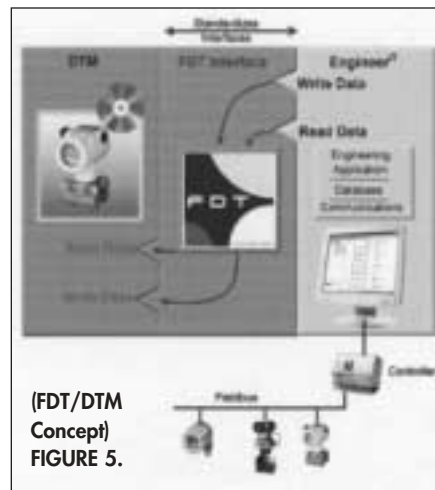 Standardized
Interfaces
DTM
FDT Interface
Engineer
Write Data
Read Data
Engineering
Application
Database
Communications
FDT
Read Data
Write Data
Controller
Fieldbus
(FDT/DTM
Concept)
FIGURE 5.